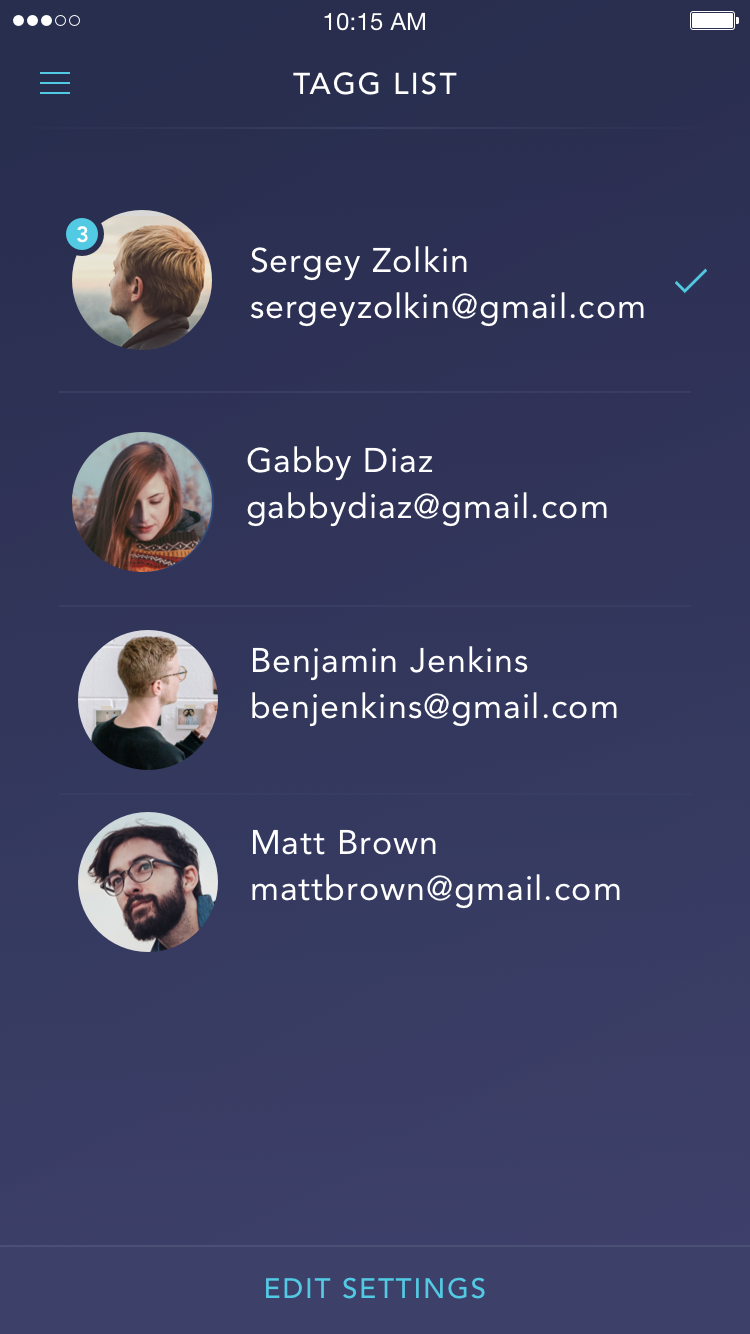 10:15 AM
TAGG LIST
3
Sergey Zolkin
sergeyzolkin@gmail.com
Gabby Diaz
gabbydiaz@gmail.com
Benjamin Jenkins
benjenkins@gmail.com
Matt Brown
mattbrown@gmail.com
EDIT SETTINGS